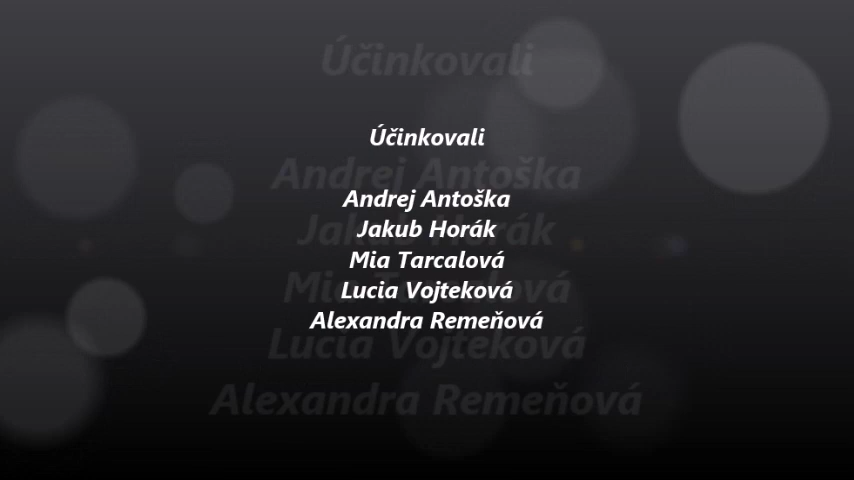 Účinkovali
Andrej Antoška
Jakub Horák
Mia Tarcalová
Lucia Vojteková
Alexandra Remeňová